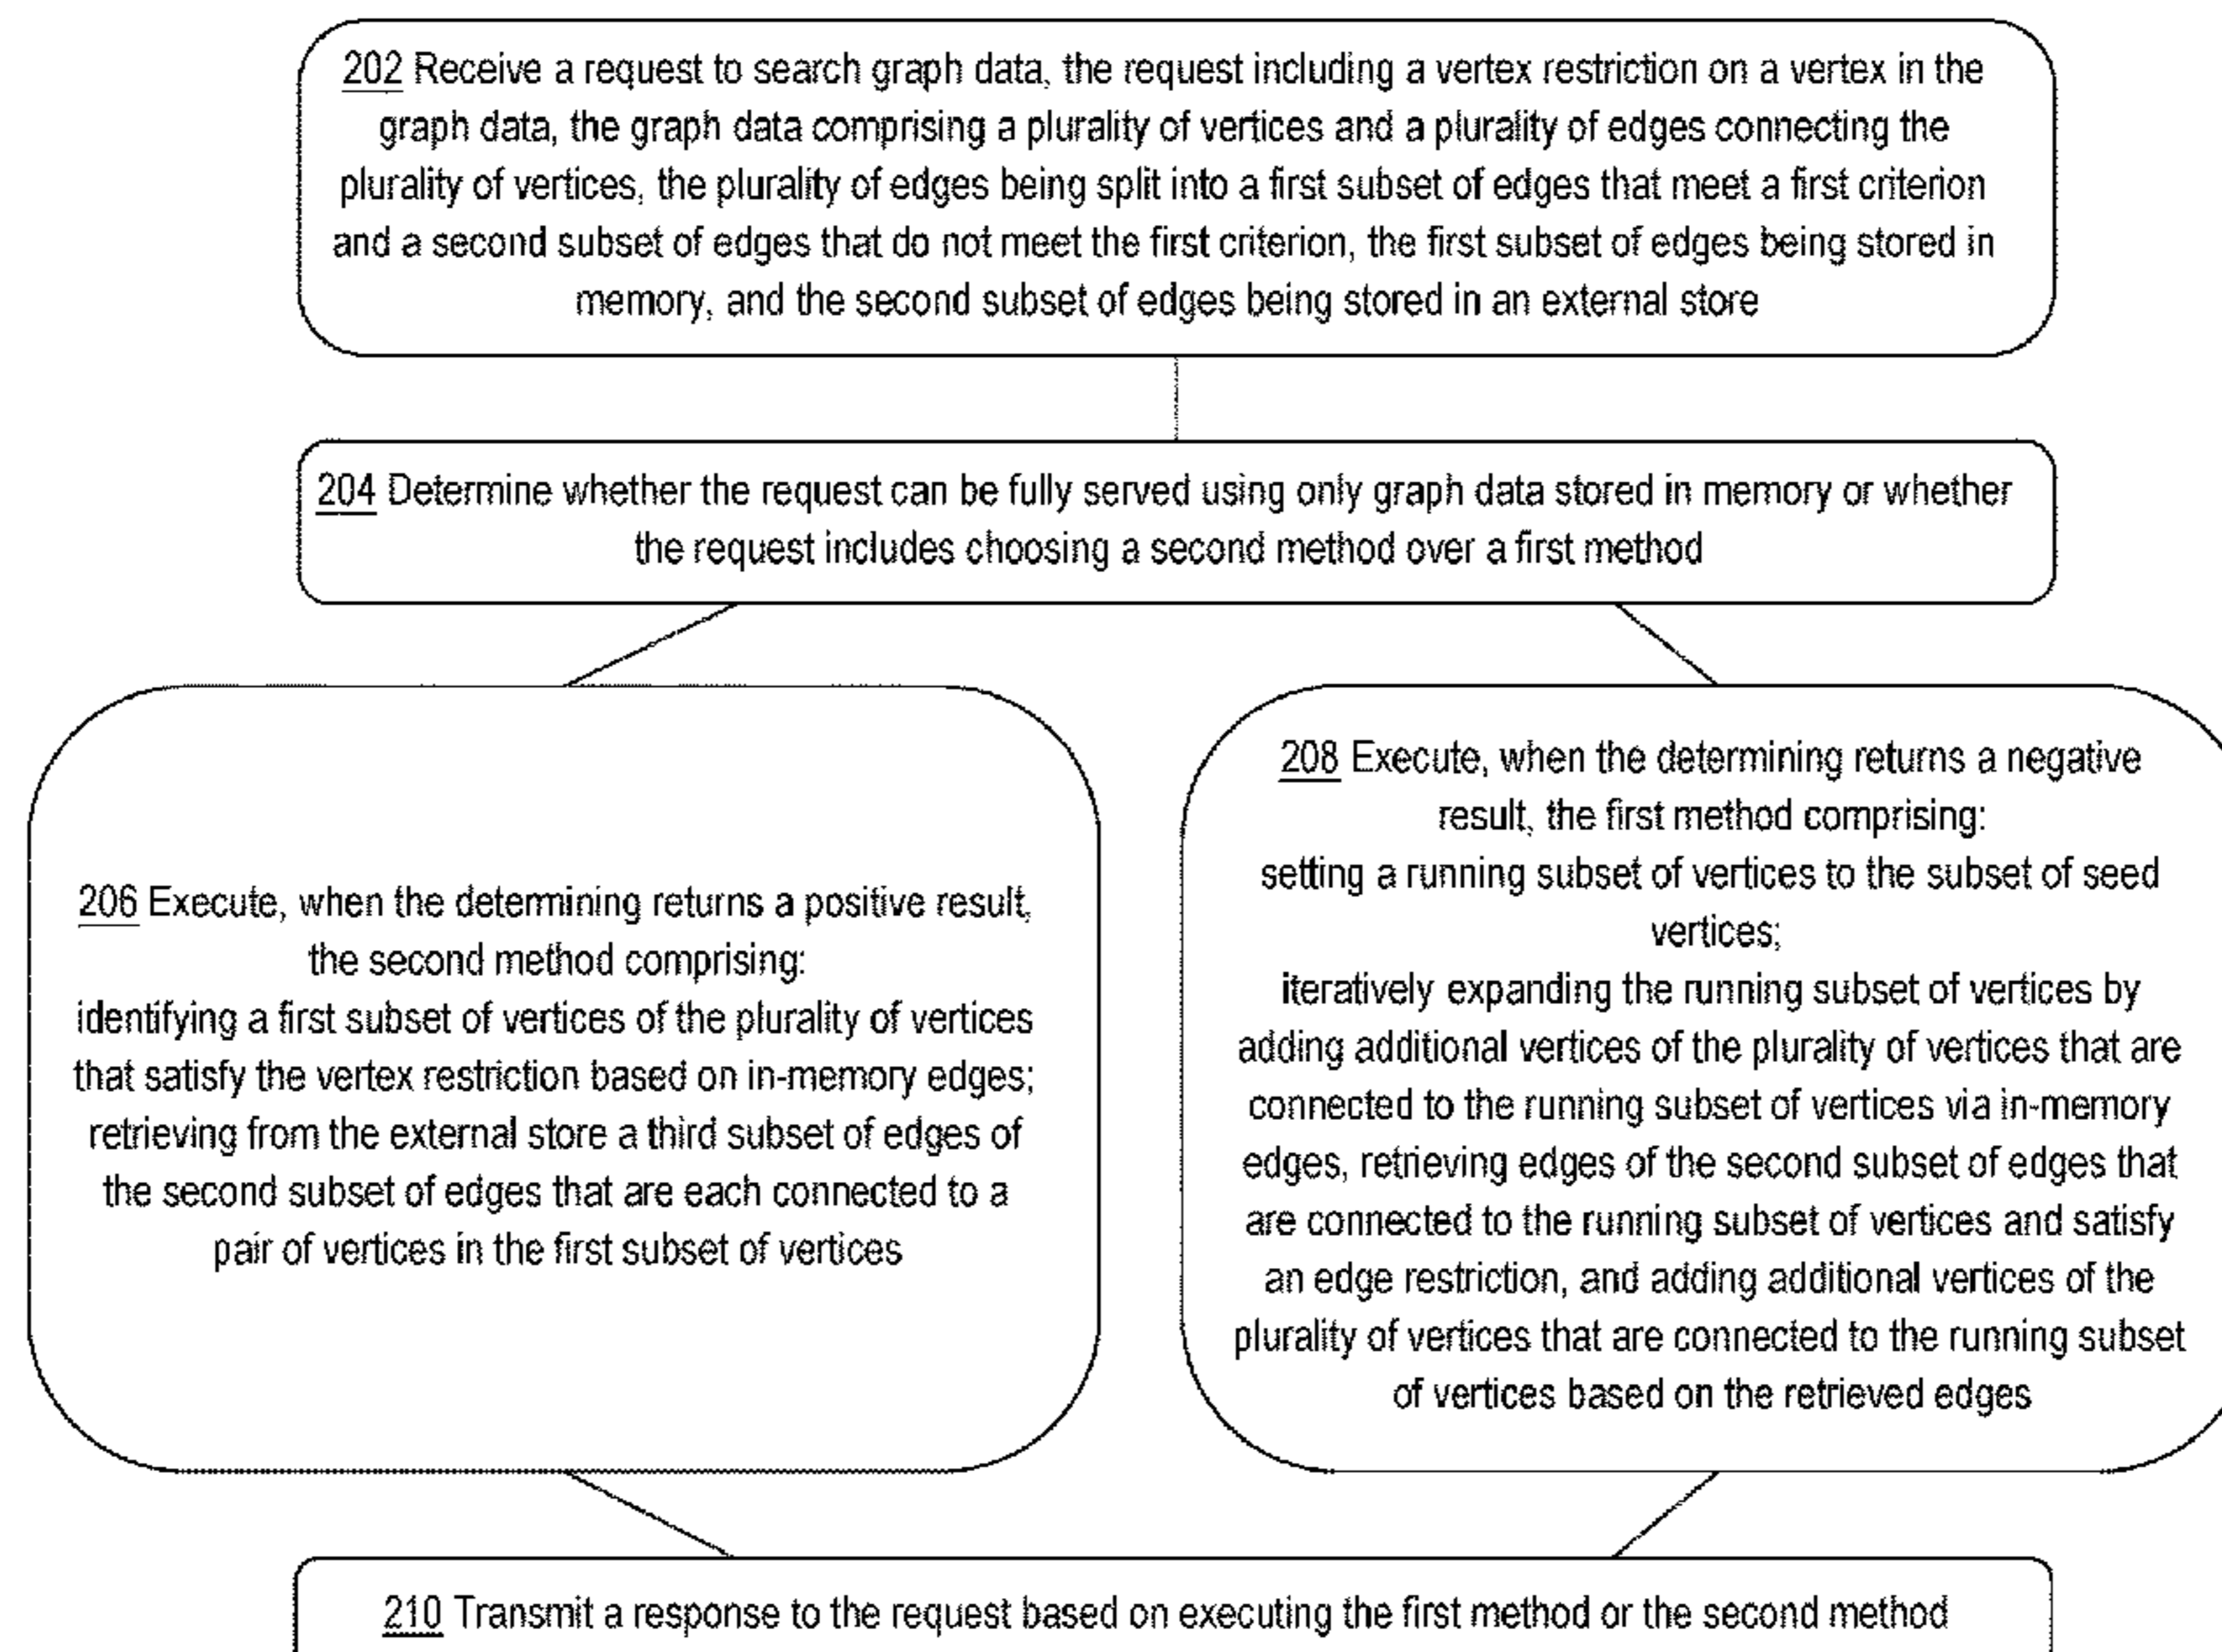 202 Receive a request to search graph data, the request including a vertex restriction on a vertex in the
graph data, the graph data comprising a plurality of vertices and a plurality of edges connecting the
plurality of vertices, the plurality of edges being split into a first subset of edges that meet a first criterion
and a second subset of edges that do not meet the first criterion, the first subset of edges being stored in
memory, and the second subset of edges being stored in an external store
204 Determine whether the request can be fully served using only graph data stored in memory or whether
the request includes choosing a second method over a first method
206 Execute, when the determining returns a positive result,
the second method comprising:
identifying a first subset of vertices of the plurality of vertices
that satisfy the vertex restriction based on in-memory edges;
retrieving from the external store a third subset of edges of
the second subset of edges that are each connected to a
pair of vertices in the first subset of vertices
208 Execute, when the determining returns a negative
result, the first method comprising:
setting a running subset of vertices to the subset of seed
vertices;
iteratively expanding the running subset of vertices by
adding additional vertices of the plurality of vertices that are
connected to the running subset of vertices via in-memory
edges, retrieving edges of the second subset of edges that
are connected to the running subset of vertices and satisfy
an edge restriction, and adding additional vertices of the
plurality of vertices that are connected to the running subset
of vertices based on the retrieved edges
210 Transmit a response to the request based on executing the first method or the second method